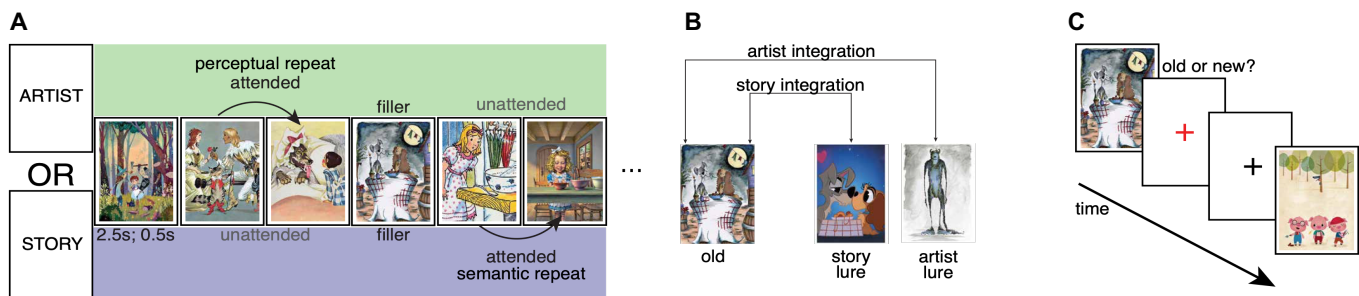 A
ARTIST
OR
STORY
perceptual repeat
attended
filler
unattended
2.5s; 0.5s
unattended
filler
attended
semantic repeat
...
B
artist integration
story integration
old
story
lure
artist
lure
C
old or new?
+
+
time